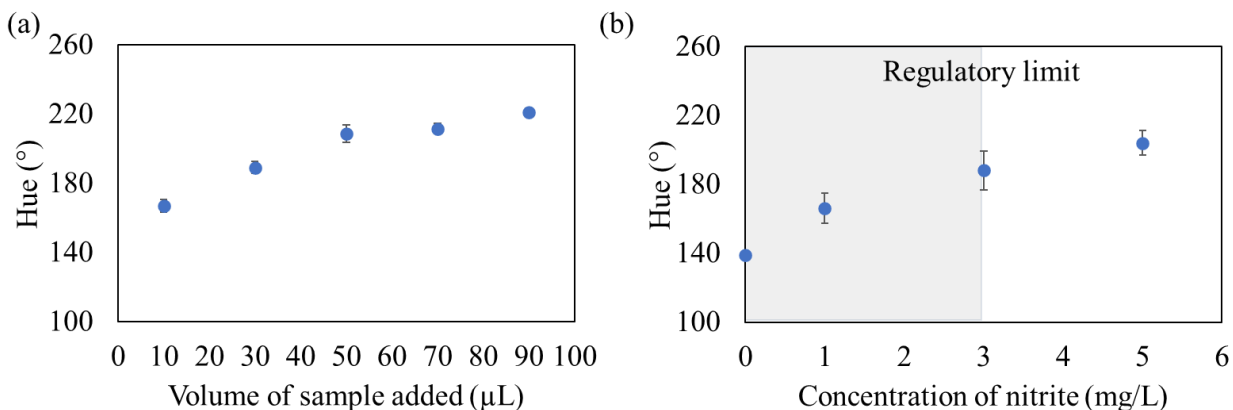 (a)
260
220
180
140
100
Hue (°)
0 10 20 30 40 50 60 70 80 90 100
Volume of sample added (µL)
(b)
260
220
180
140
100
Hue (°)
Regulatory limit
0 1 2 3 4 5 6
Concentration of nitrite (mg/L)